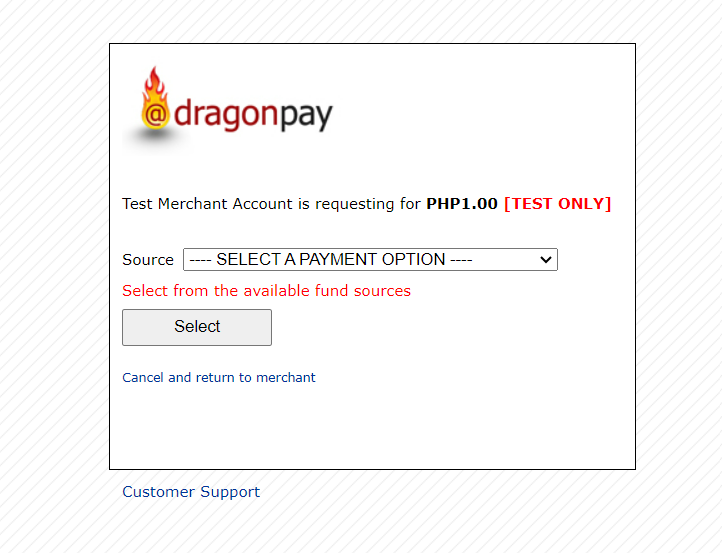 @dragonpay
Test Merchant Account is requesting for PHP1.00 [TEST ONLY]
Source ---- SELECT A PAYMENT OPTION ----
Select from the available fund sources
Select
Cancel and return to merchant
Customer Support